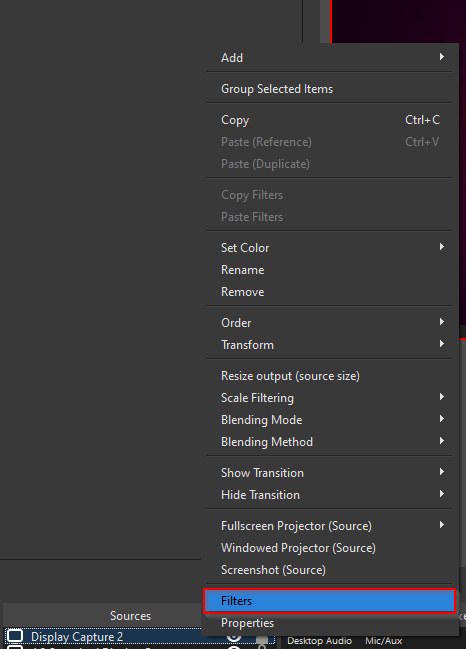 Add
Group Selected Items
Copy Ctrl+C
Paste (Reference) Ctrl+V
Paste (Duplicate)
Copy Filters
Paste Filters
Set Color
Rename
Remove
Order
Transform
Resize output (source size)
Scale Filtering
Blending Mode
Blending Method
Show Transition
Hide Transition
Fullscreen Projector (Source)
Windowed Projector (Source)
Screenshot (Source)
Filters
Properties
Sources
Display Capture 2
Desktop Audio Mic/Aux